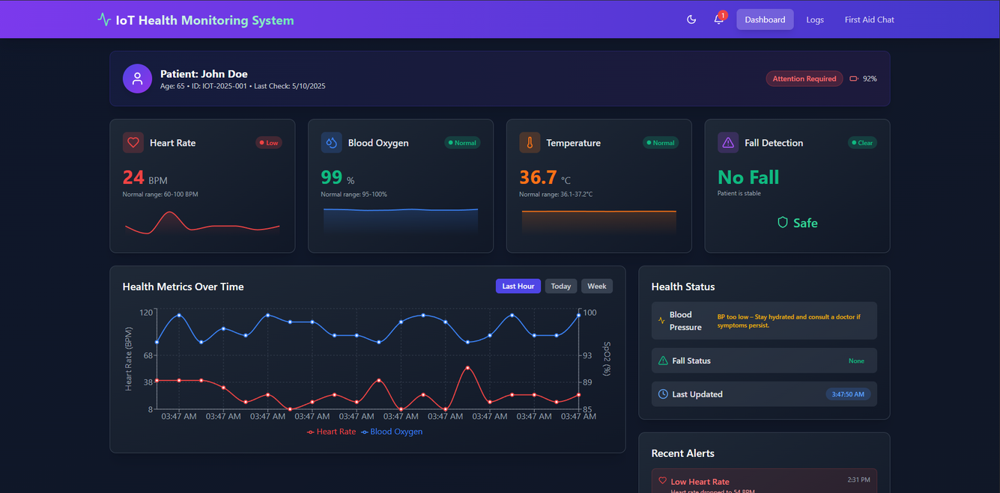 IoT Health Monitoring System
1
Dashboard
Logs
First Aid Chat
Patient: John Doe
Age: 65 • ID: IOT-2025-001 • Last Check: 5/10/2025
Attention Required
92%
Heart Rate
Low
24 BPM
Normal range: 60-100 BPM
Blood Oxygen
Normal
99 %
Normal range: 95-100%
Temperature
Normal
36.7 °C
Normal range: 36.1-37.2°C
Fall Detection
Clear
No Fall
Patient is stable
Safe
Health Metrics Over Time
Last Hour
Today
Week
120
68
38
8
Heart Rate (BPM)
100
93
89
85
SpO2 (%)
03:47 AM 03:47 AM 03:47 AM 03:47 AM 03:47 AM 03:47 AM 03:47 AM 03:47 AM 03:47 AM 03:47 AM
Heart Rate Blood Oxygen
Health Status
Blood
Pressure
BP too low – Stay hydrated and consult a doctor if
symptoms persist.
Fall Status
None
Last Updated
3:47:50 AM
Recent Alerts
Low Heart Rate
2:31 PM
Heart rate dropped to 54 BPM